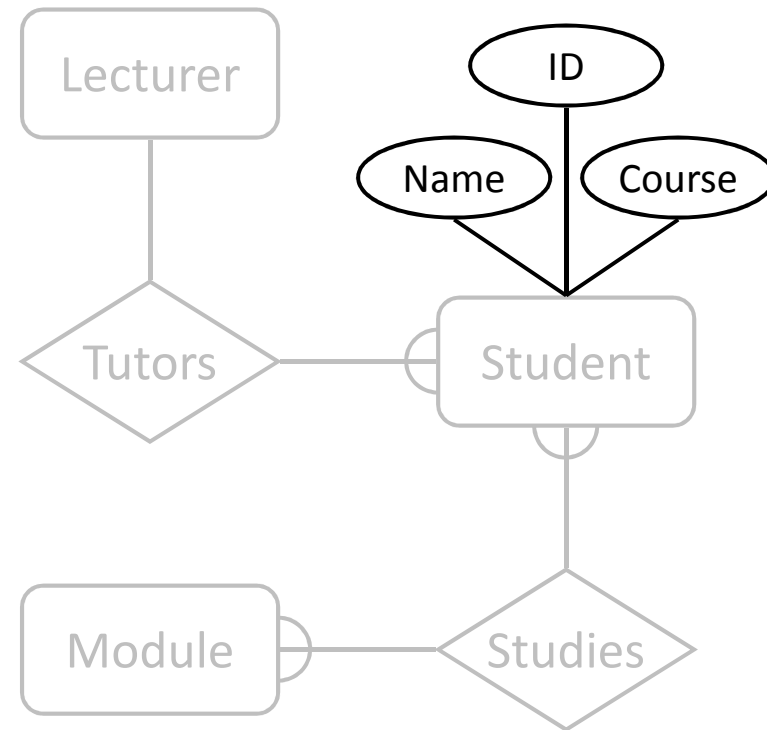 Lecturer
ID
Name
Course
Tutors
Student
Module
Studies